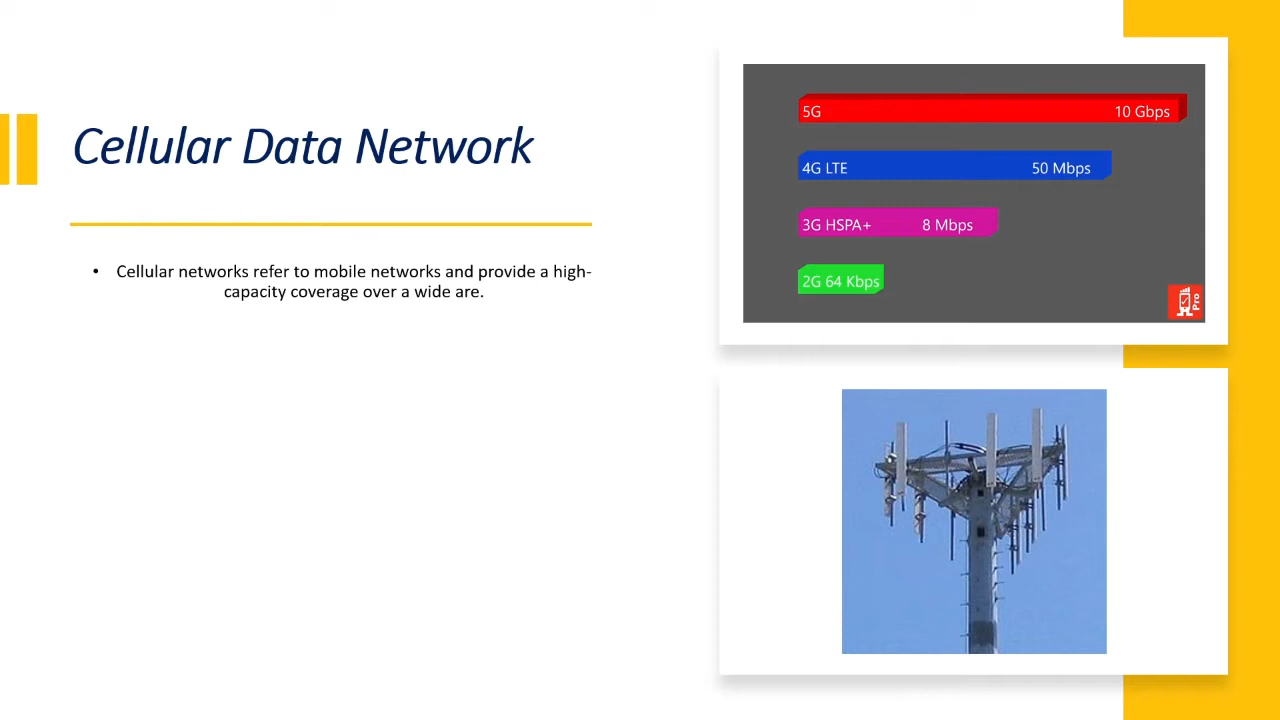 Cellular Data Network
• Cellular networks refer to mobile networks and provide a high-
capacity coverage over a wide are.
5G 10 Gbps
4G LTE 50 Mbps
3G HSPA+ 8 Mbps
2G 64 Kbps
Pro